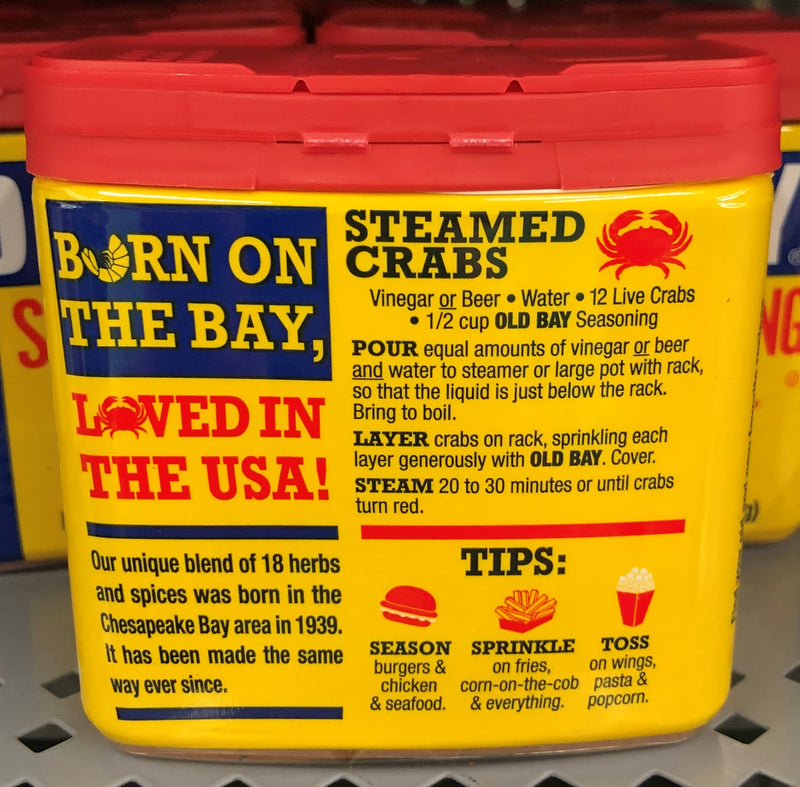 BORN ON
THE BAY,
LOVED IN
THE USA!
Our unique blend of 18 herbs
and spices was born in the
Chesapeake Bay area in 1939.
It has been made the same
way ever since.
STEAMED
CRABS
Vinegar or Beer • Water • 12 Live Crabs
• 1/2 cup OLD BAY Seasoning
POUR equal amounts of vinegar or beer
and water to steamer or large pot with rack,
so that the liquid is just below the rack.
Bring to boil.
LAYER crabs on rack, sprinkling each
layer generously with OLD BAY. Cover.
STEAM 20 to 30 minutes or until crabs
turn red.
TIPS:
SEASON
burgers &
chicken
& seafood.
SPRINKLE
on fries,
corn-on-the-cob
& everything.
TOSS
on wings,
pasta &
popcorn.